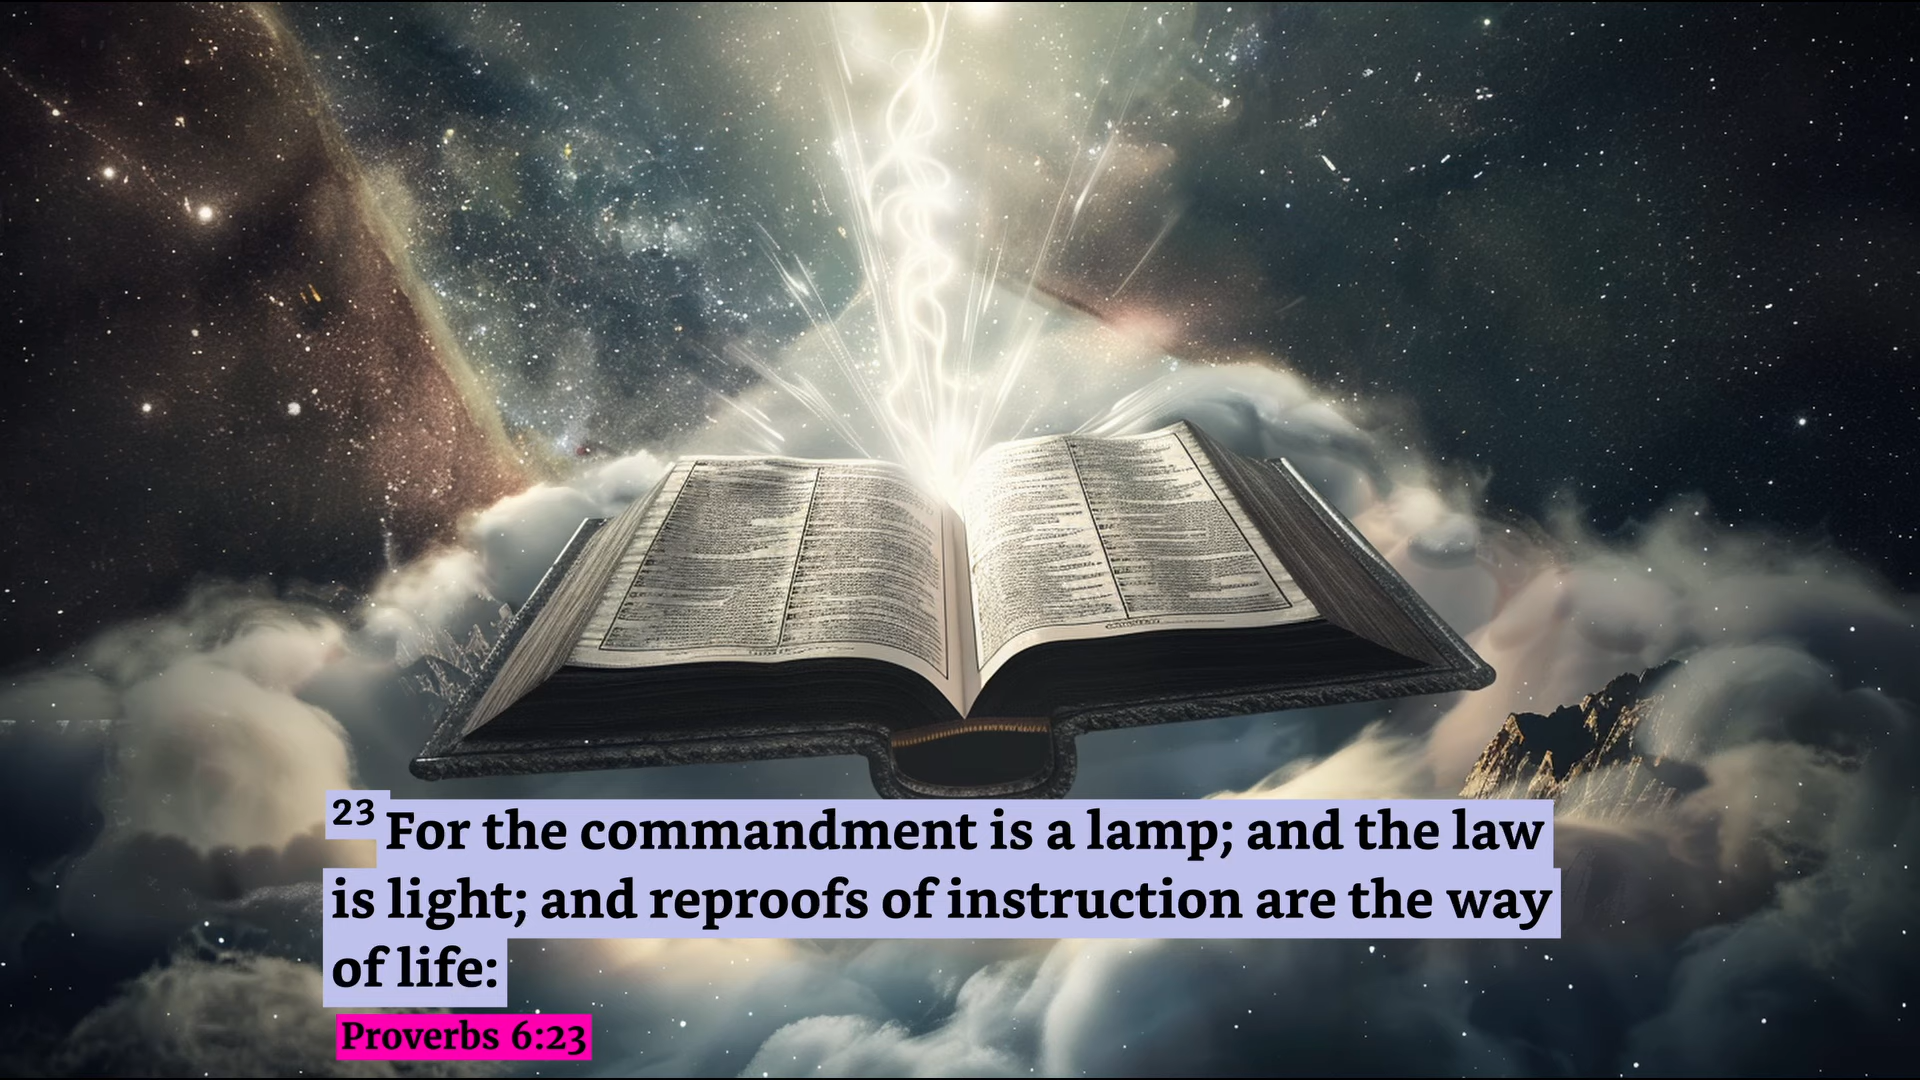 23 For the commandment is a lamp; and the law
is light; and reproofs of instruction are the way
of life:
Proverbs 6:23